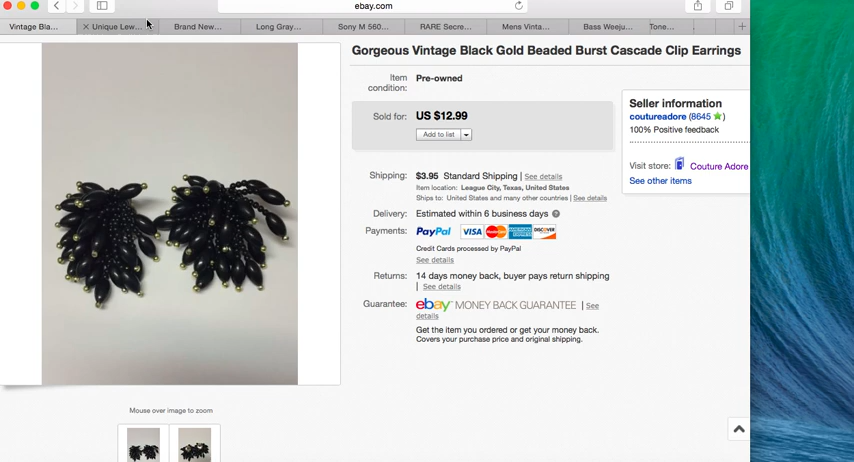 ebay.com
Vintage Bla...
Unique Lew...
Brand New...
Long Gray...
Sony M 560...
RARE Secre...
Mens Vinta...
Bass Weeju...
Tone...
Gorgeous Vintage Black Gold Beaded Burst Cascade Clip Earrings
Item condition: Pre-owned
Sold for: US $12.99
Add to list
Shipping: $3.95 Standard Shipping | See details
Item location: League City, Texas, United States
Ships to: United States and many other countries | See details
Delivery: Estimated within 6 business days
Payments: PayPal VISA MasterCard AMERICAN EXPRESS DISCOVER
Credit Cards processed by PayPal
See details
Returns: 14 days money back, buyer pays return shipping
| See details
Guarantee: ebay MONEY BACK GUARANTEE | See
details
Get the item you ordered or get your money back.
Covers your purchase price and original shipping.
Seller information
coutureadore (8645)
100% Positive feedback
Visit store: Couture Adore
See other items
Mouse over image to zoom